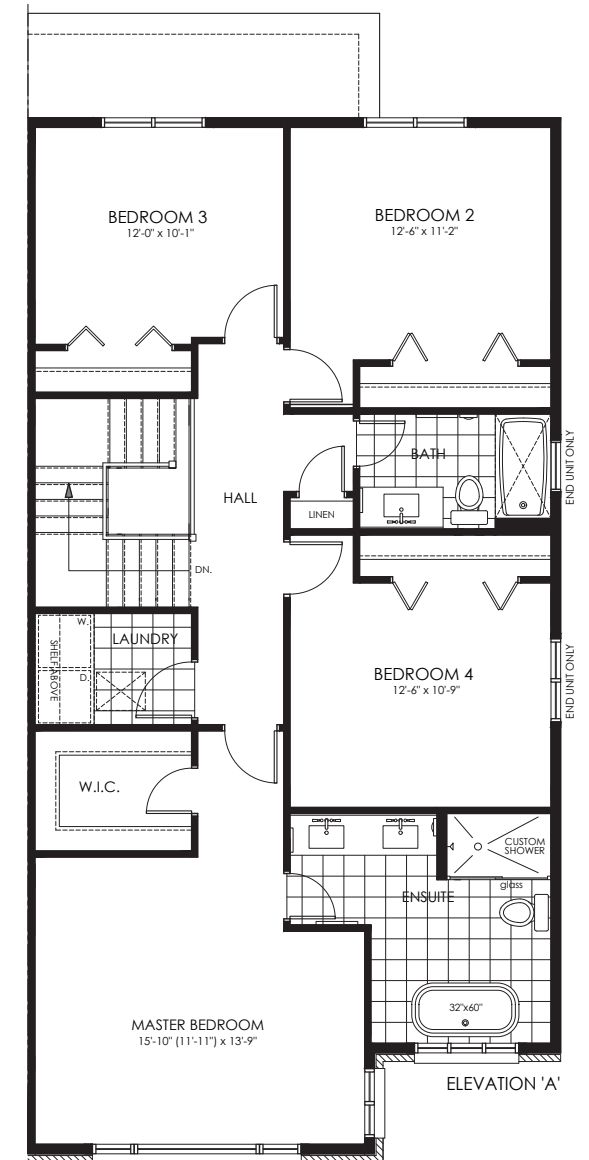 BEDROOM 3
12'-0" x 10'-1"
BEDROOM 2
12'-6" x 11'-2"
BATH
END UNIT ONLY
HALL
LINEN
DN.
W.
LAUNDRY
SHELF ABOVE
D.
BEDROOM 4
12'-6" x 10'-9"
END UNIT ONLY
W.I.C.
CUSTOM
SHOWER
glass
ENSUITE
32"x60"
MASTER BEDROOM
15'-10" (11'-11") x 13'-9"
ELEVATION 'A'